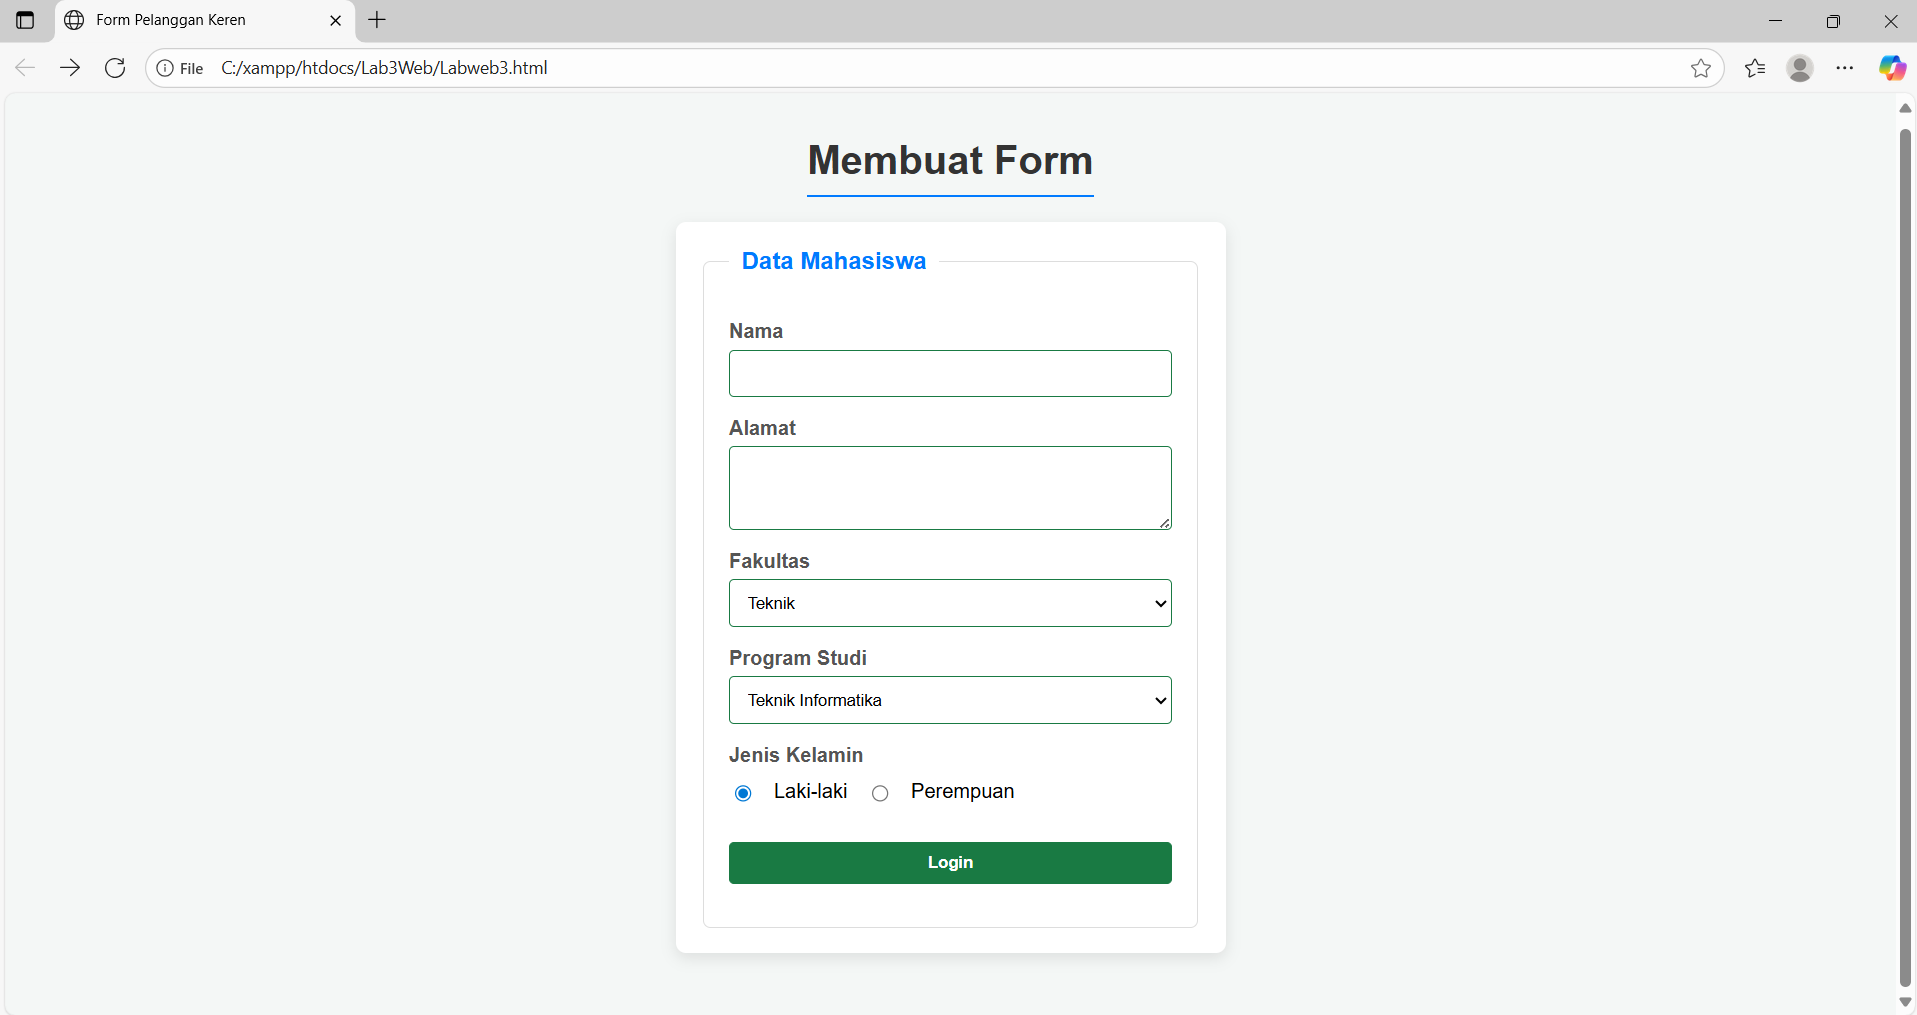 Form Pelanggan Keren
File C:/xampp/htdocs/Lab3Web/Labweb3.html
Membuat Form
Data Mahasiswa
Nama
Alamat
Fakultas
Teknik
Program Studi
Teknik Informatika
Jenis Kelamin
Laki-laki Perempuan
Login